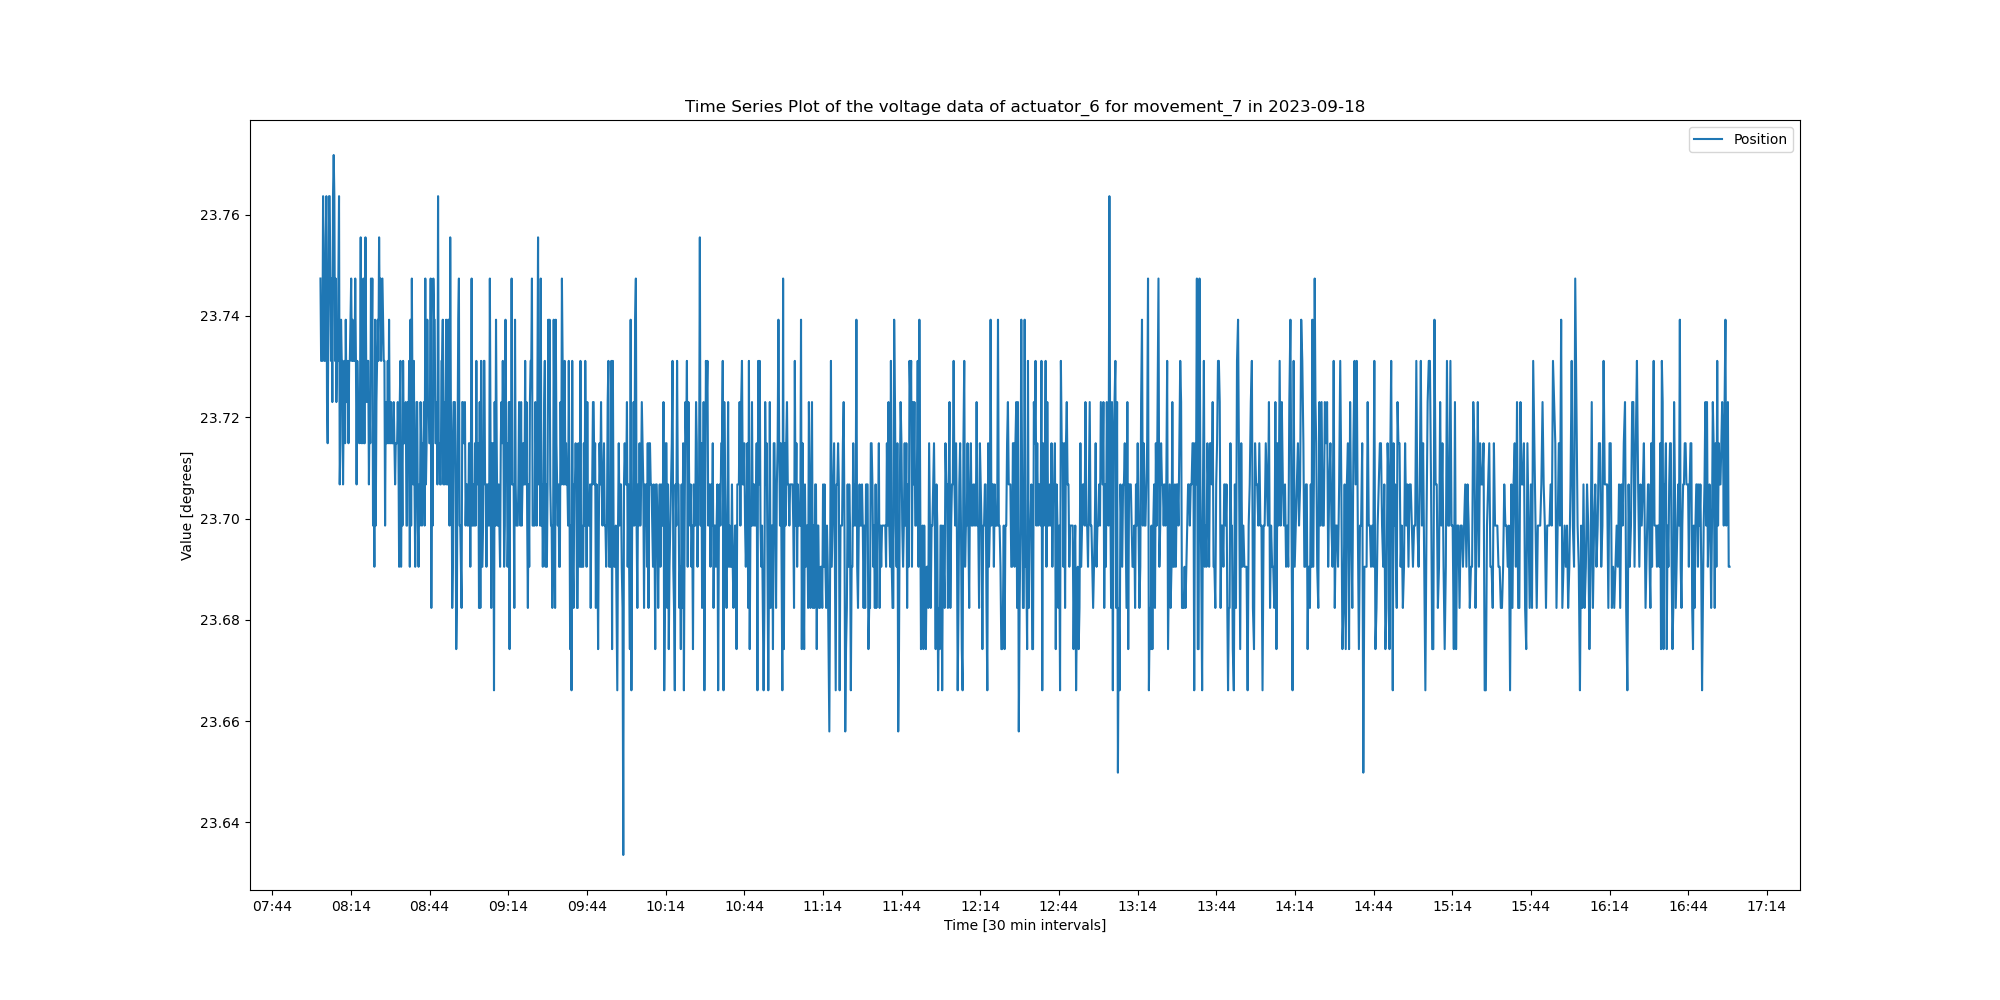 Time Series Plot of the voltage data of actuator_6 for movement_7 in 2023-09-18
Position
23.76
23.74
23.72
23.70
23.68
23.66
23.64
Value [degrees]
07:44 08:14 08:44 09:14 09:44 10:14 10:44 11:14 11:44 12:14 12:44 13:14 13:44 14:14 14:44 15:14 15:44 16:14 16:44 17:14
Time [30 min intervals]